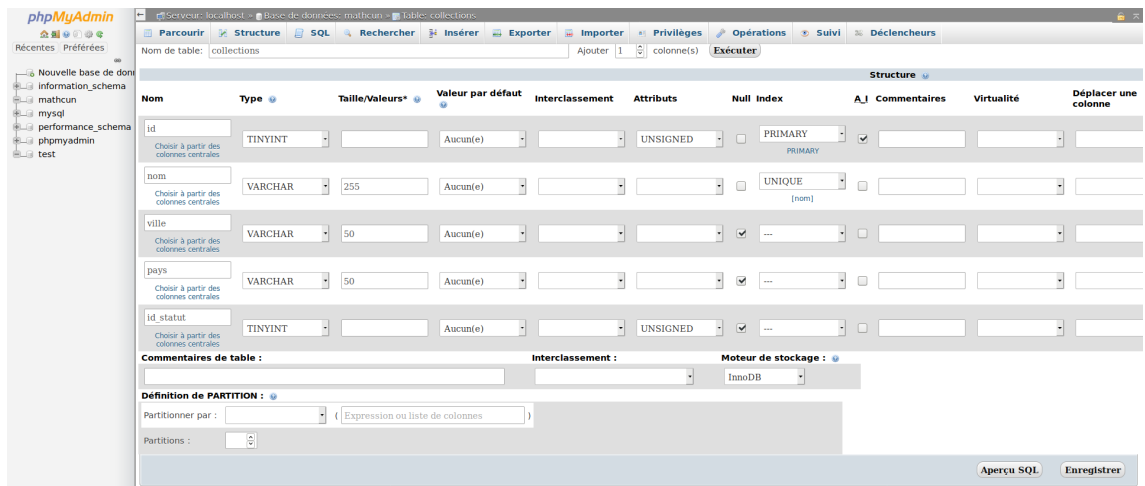 phpMyAdmin
Récentes Préférées
Nouvelle base de don
information_schema
mathcun
mysql
performance_schema
phpmyadmin
test
Serveur: localhost » Base de données: mathcun » Table: collections
Parcourir Structure SQL Rechercher Insérer Exporter Importer Privilèges Opérations Suivi Déclencheurs
Nom de table: collections Ajouter 1 colonne(s) Exécuter
Structure
Nom Type Taille/Valeurs* Valeur par défaut Interclassement Attributs Null Index A_I Commentaires Virtualité Déplacer une colonne
id TINYINT Aucun(e) UNSIGNED PRIMARY
Choisir à partir des colonnes centrales PRIMARY
nom VARCHAR 255 Aucun(e) UNIQUE
Choisir à partir des colonnes centrales [nom]
ville VARCHAR 50 Aucun(e) ---
Choisir à partir des colonnes centrales
pays VARCHAR 50 Aucun(e) ---
Choisir à partir des colonnes centrales
id_statut TINYINT Aucun(e) UNSIGNED ---
Choisir à partir des colonnes centrales
Commentaires de table : Interclassement : Moteur de stockage :
InnoDB
Définition de PARTITION :
Partitionner par : ( Expression ou liste de colonnes )
Partitions :
Aperçu SQL Enregistrer